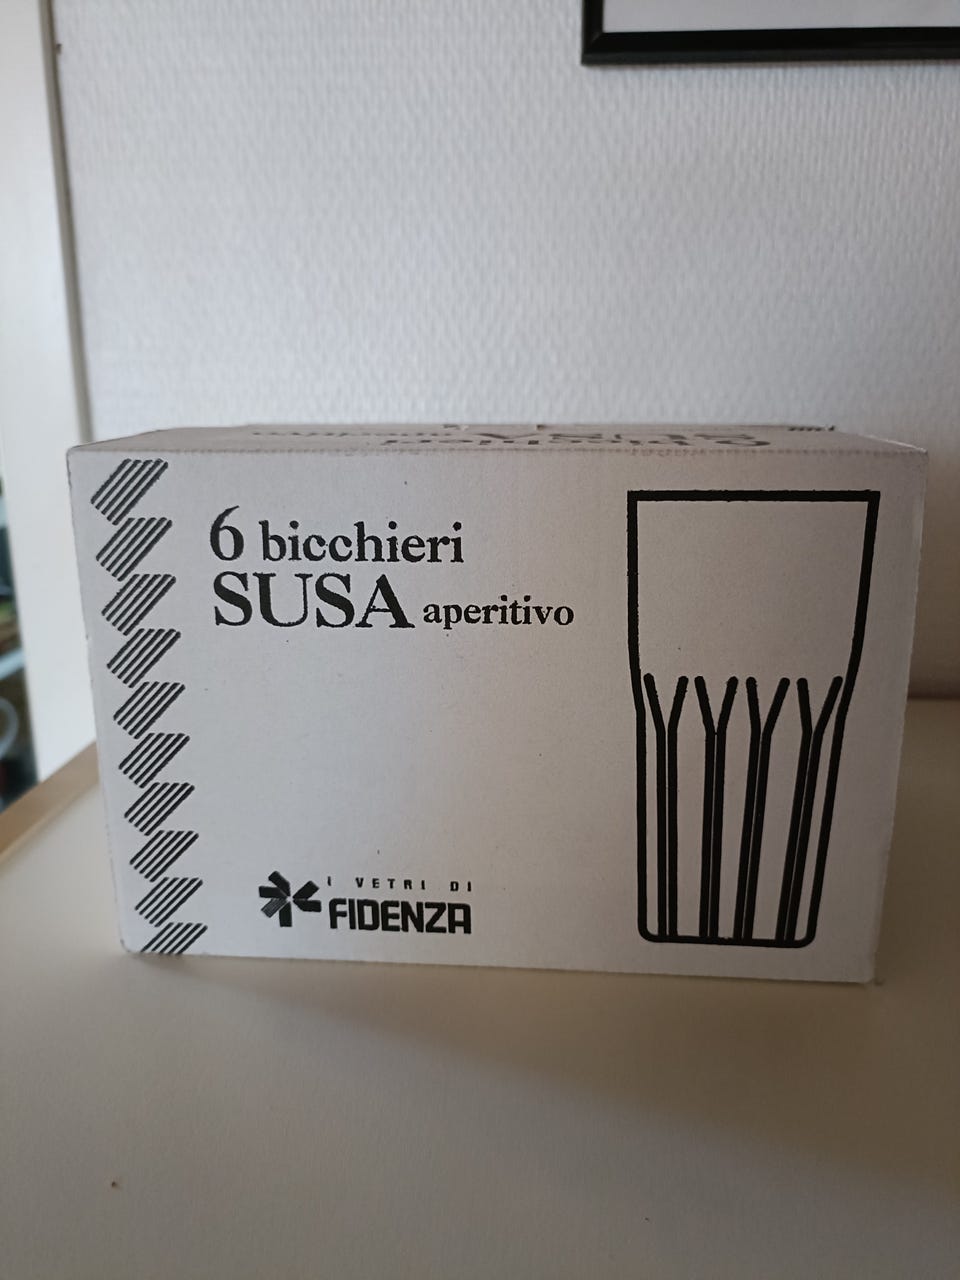 6 bicchieri
SUSA aperitivo
I VETRI DI
FIDENZA